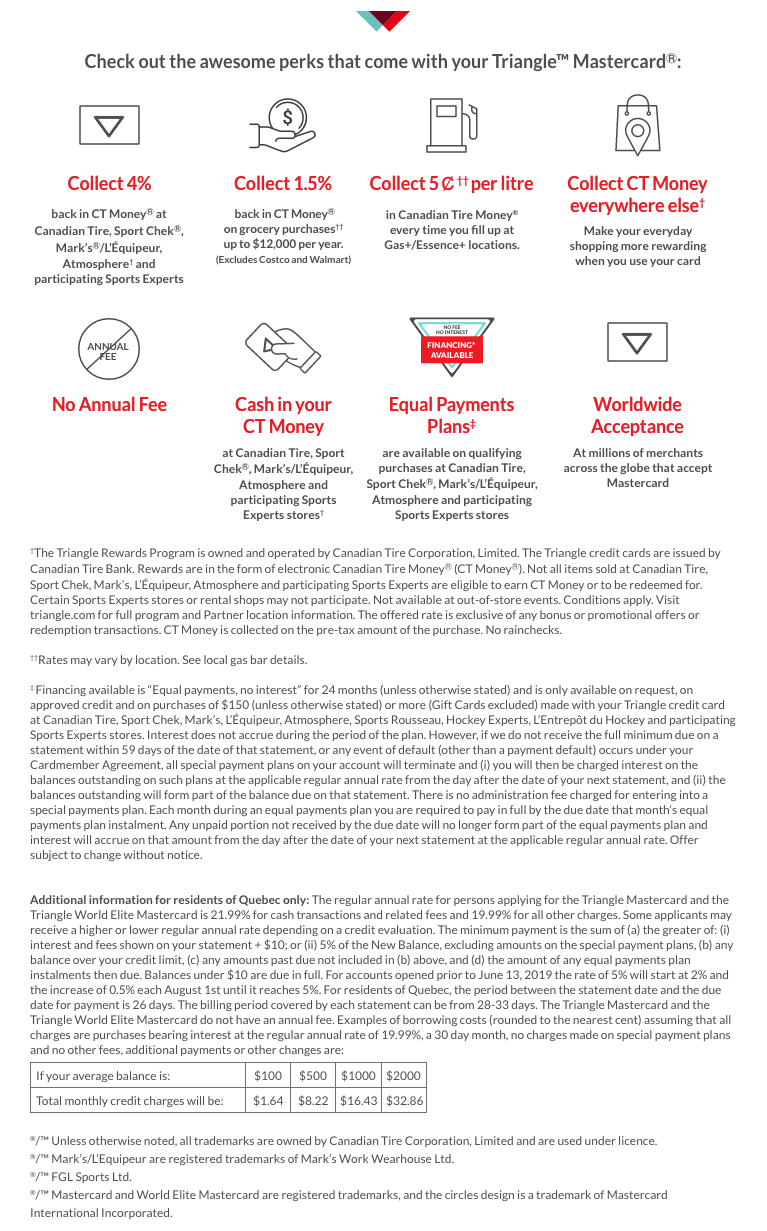 Check out the awesome perks that come with your Triangle™ Mastercard®:
Collect 4%
back in CT Money® at
Canadian Tire, Sport Chek®,
Mark's®/L'Équipeur,
Atmosphere† and
participating Sports Experts
$
Collect 1.5%
back in CT Money®
on grocery purchases††
up to $12,000 per year.
(Excludes Costco and Walmart)
Collect 5 ₡ †† per litre
in Canadian Tire Money®
every time you fill up at
Gas+/Essence+ locations.
Collect CT Money
everywhere else†
Make your everyday
shopping more rewarding
when you use your card
ANNUAL
FEE
No Annual Fee
Cash in your
CT Money
at Canadian Tire, Sport
Chek®, Mark's/L'Équipeur,
Atmosphere and
participating Sports
Experts stores†
NO FEE
NO INTEREST
FINANCING*
AVAILABLE
Equal Payments
Plans‡
are available on qualifying
purchases at Canadian Tire,
Sport Chek®, Mark's/L'Équipeur,
Atmosphere and participating
Sports Experts stores
Worldwide
Acceptance
At millions of merchants
across the globe that accept
Mastercard
†The Triangle Rewards Program is owned and operated by Canadian Tire Corporation, Limited. The Triangle credit cards are issued by
Canadian Tire Bank. Rewards are in the form of electronic Canadian Tire Money® (CT Money®). Not all items sold at Canadian Tire,
Sport Chek, Mark's, L'Équipeur, Atmosphere and participating Sports Experts are eligible to earn CT Money or to be redeemed for.
Certain Sports Experts stores or rental shops may not participate. Not available at out-of-store events. Conditions apply. Visit
triangle.com for full program and Partner location information. The offered rate is exclusive of any bonus or promotional offers or
redemption transactions. CT Money is collected on the pre-tax amount of the purchase. No rainchecks.
††Rates may vary by location. See local gas bar details.
‡ Financing available is “Equal payments, no interest” for 24 months (unless otherwise stated) and is only available on request, on
approved credit and on purchases of $150 (unless otherwise stated) or more (Gift Cards excluded) made with your Triangle credit card
at Canadian Tire, Sport Chek, Mark's, L'Équipeur, Atmosphere, Sports Rousseau, Hockey Experts, L'Entrepôt du Hockey and participating
Sports Experts stores. Interest does not accrue during the period of the plan. However, if we do not receive the full minimum due on a
statement within 59 days of the date of that statement, or any event of default (other than a payment default) occurs under your
Cardmember Agreement, all special payment plans on your account will terminate and (i) you will then be charged interest on the
balances outstanding on such plans at the applicable regular annual rate from the day after the date of your next statement, and (ii) the
balances outstanding will form part of the balance due on that statement. There is no administration fee charged for entering into a
special payments plan. Each month during an equal payments plan you are required to pay in full by the due date that month's equal
payments plan instalment. Any unpaid portion not received by the due date will no longer form part of the equal payments plan and
interest will accrue on that amount from the day after the date of your next statement at the applicable regular annual rate. Offer
subject to change without notice.
Additional information for residents of Quebec only: The regular annual rate for persons applying for the Triangle Mastercard and the
Triangle World Elite Mastercard is 21.99% for cash transactions and related fees and 19.99% for all other charges. Some applicants may
receive a higher or lower regular annual rate depending on a credit evaluation. The minimum payment is the sum of (a) the greater of: (i)
interest and fees shown on your statement + $10; or (ii) 5% of the New Balance, excluding amounts on the special payment plans, (b) any
balance over your credit limit, (c) any amounts past due not included in (b) above, and (d) the amount of any equal payments plan
instalments then due. Balances under $10 are due in full. For accounts opened prior to June 13, 2019 the rate of 5% will start at 2% and
the increase of 0.5% each August 1st until it reaches 5%. For residents of Quebec, the period between the statement date and the due
date for payment is 26 days. The billing period covered by each statement can be from 28-33 days. The Triangle Mastercard and the
Triangle World Elite Mastercard do not have an annual fee. Examples of borrowing costs (rounded to the nearest cent) assuming that all
charges are purchases bearing interest at the regular annual rate of 19.99%, a 30 day month, no charges made on special payment plans
and no other fees, additional payments or other changes are:
If your average balance is: $100 $500 $1000 $2000
Total monthly credit charges will be: $1.64 $8.22 $16.43 $32.86
®/™ Unless otherwise noted, all trademarks are owned by Canadian Tire Corporation, Limited and are used under licence.
®/™ Mark's/L'Equipeur are registered trademarks of Mark's Work Wearhouse Ltd.
®/™ FGL Sports Ltd.
®/™ Mastercard and World Elite Mastercard are registered trademarks, and the circles design is a trademark of Mastercard
International Incorporated.